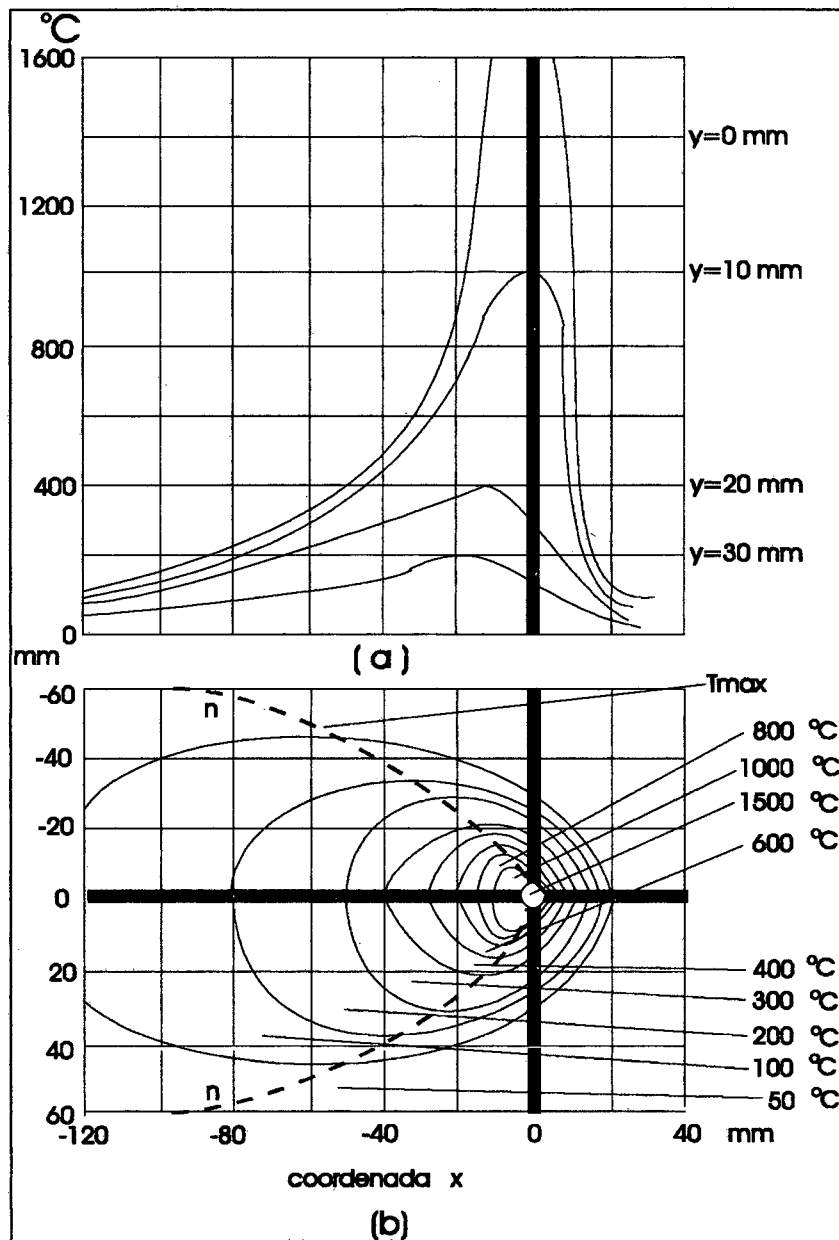 °C
1600
y=0 mm
1200
y=10 mm
800
400
y=20 mm
y=30 mm
0
mm
(a)
-60
n
Tmax
800 °C
-40
1000 °C
-20
1500 °C
600 °C
0
20
400 °C
300 °C
40
200 °C
100 °C
n
50 °C
60
-120
-80
-40
0
40
mm
coordenada x
(b)